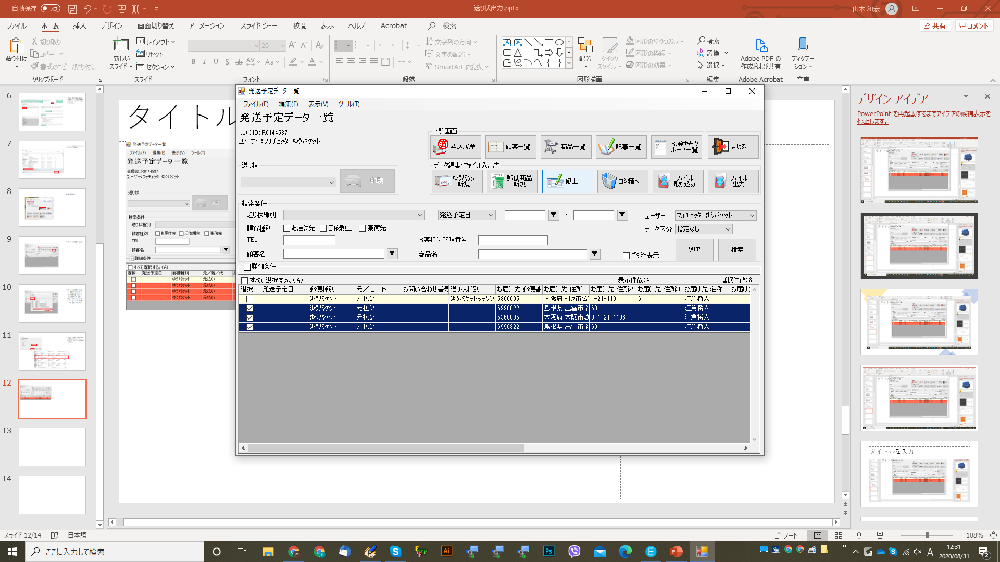 自動保存 オフ
送り状出力.pptx
山本 和宏
ファイル ホーム 挿入 デザイン 画面切り替え アニメーション スライド ショー 校閲 表示 ヘルプ Acrobat 検索
共有 コメント
貼り付け
切り取り
コピー
書式のコピー/貼り付け
クリップボード
新しい
スライド
レイアウト
リセット
セクション
スライド
20
フォント
文字列の方向
文字の配置
SmartArt に変換
段落
配置
クイック
スタイル
図形の塗りつぶし
図形の枠線
図形の効果
図形描画
検索
置換
選択
編集
Adobe PDF の
作成および共有
Adobe Acrobat
ディクテー
ション
音声
6
7
8
9
10
11
12
13
14
タイトル
発送予定データ一覧
ファイル(F) 編集(E) 表示(V) ツール(T)
発送予定データ一覧
会員ID:R0144587
ユーザー:フォチェッタ ゆうパケット
送り状
印刷
検索条件
送り状種別
顧客種別 お届け先 ご依頼主 集荷先
TEL
顧客名
詳細条件
すべて選択する。(A)
選択 発送予定日 郵便種別 元/着/代
ゆうパケット 元払い
ゆうパケット 元払い
ゆうパケット 元払い
ゆうパケット 元払い
発送予定データ一覧
ファイル(F) 編集(E) 表示(V) ツール(T)
発送予定データ一覧
会員ID:R0144587
ユーザー:フォチェッタ ゆうパケット
一覧画面
発送履歴 顧客一覧 商品一覧 記事一覧 お届け先グループ一覧 閉じる
送り状
印刷
データ編集・ファイル入出力
ゆうパック新規 郵便商品新規 修正 ゴミ箱へ ファイル取り込み ファイル出力
検索条件
送り状種別 発送予定日 ～ ユーザー フォチェッタ ゆうパケット
顧客種別 お届け先 ご依頼主 集荷先 データ区分 指定なし
TEL お客様側管理番号
顧客名 商品名 ゴミ箱表示 クリア 検索
詳細条件
すべて選択する。(A) 表示件数:4 選択件数:3
選択 発送予定日 郵便種別 元/着/代 お問い合わせ番号 送り状種別 お届け先 郵便番 お届け先 住所 お届け先 住所2 お届け先 住所3 お届け先 名称 お届け
ゆうパケット 元払い ゆうパケットタックシ 5360005 大阪府大阪市城 1-21-110 6 江角将人
ゆうパケット 元払い 6990822 島根県 出雲市 60 江角将人
ゆうパケット 元払い 5360005 大阪府 大阪市城 3-1-21-1106 江角将人
ゆうパケット 元払い 6990822 島根県 出雲市 60 江角将人
デザイン アイデア
PowerPoint を再起動するまでアイデアの候補表示を
停止します。
タイトルを入力
スライド 12/14 日本語
ノート
108%
ここに入力して検索
A
12:31
2020/08/31
2